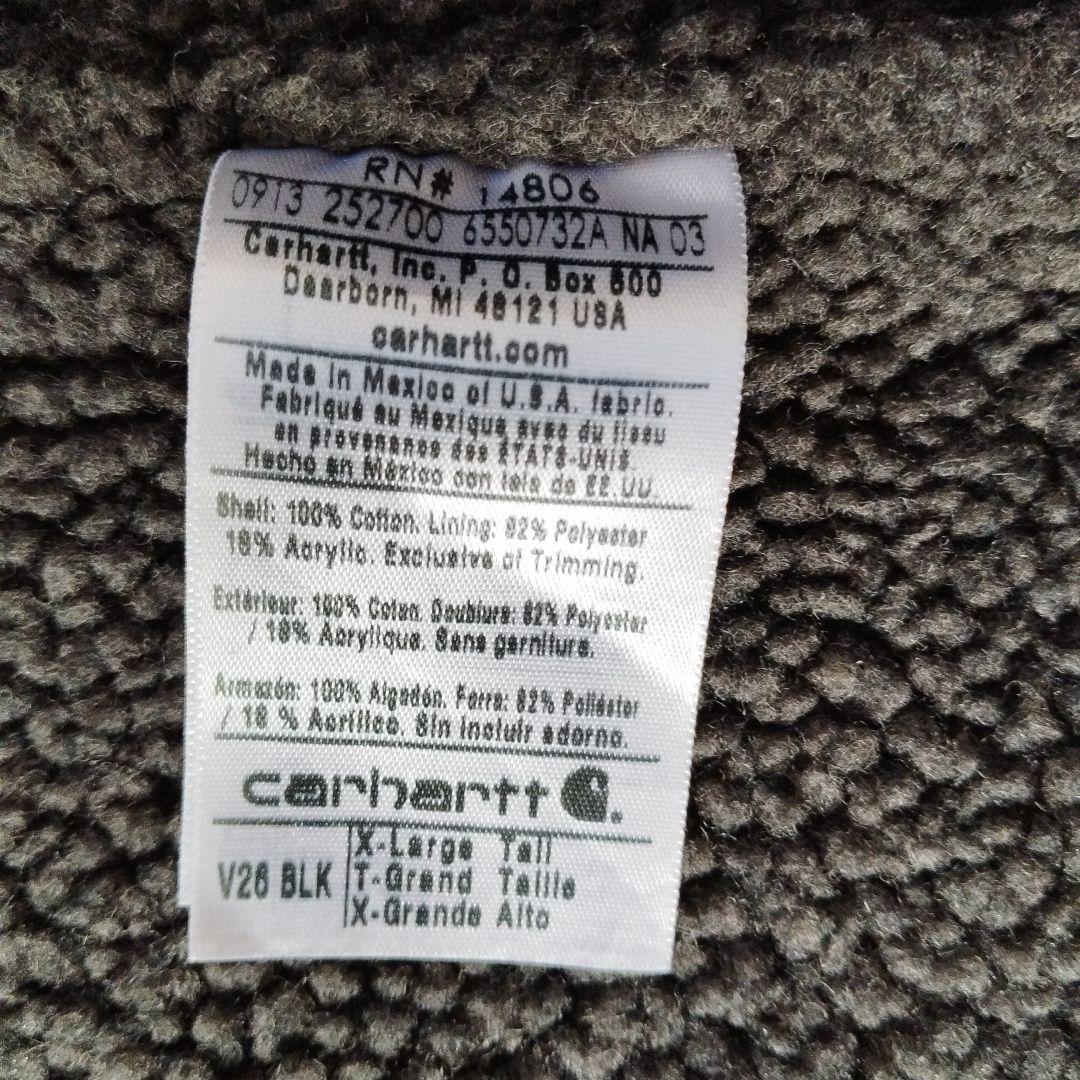 RN# 14806
0913 252700 6550732A NA 03
Carhartt, Inc. P. O. Box 600
Dearborn, MI 48121 USA
carhartt.com
Made in Mexico of U.S.A. fabric.
Fabriqué au Mexique avec du tissu
en provenance des ÉTATS-UNIS.
Hecho en México con tela de EE.UU.
Shell: 100% Cotton. Lining: 82% Polyester
18% Acrylic. Exclusive of Trimming.
Extérieur: 100% Coton. Doublure: 82% Polyester
/ 18% Acrylique. Sans garniture.
Armazón: 100% Algodón. Forro: 82% Poliéster
/ 18 % Acrílico. Sin incluir adorno.
carhartt
X-Large Tall
V26 BLK T-Grand Taille
X-Grande Alto